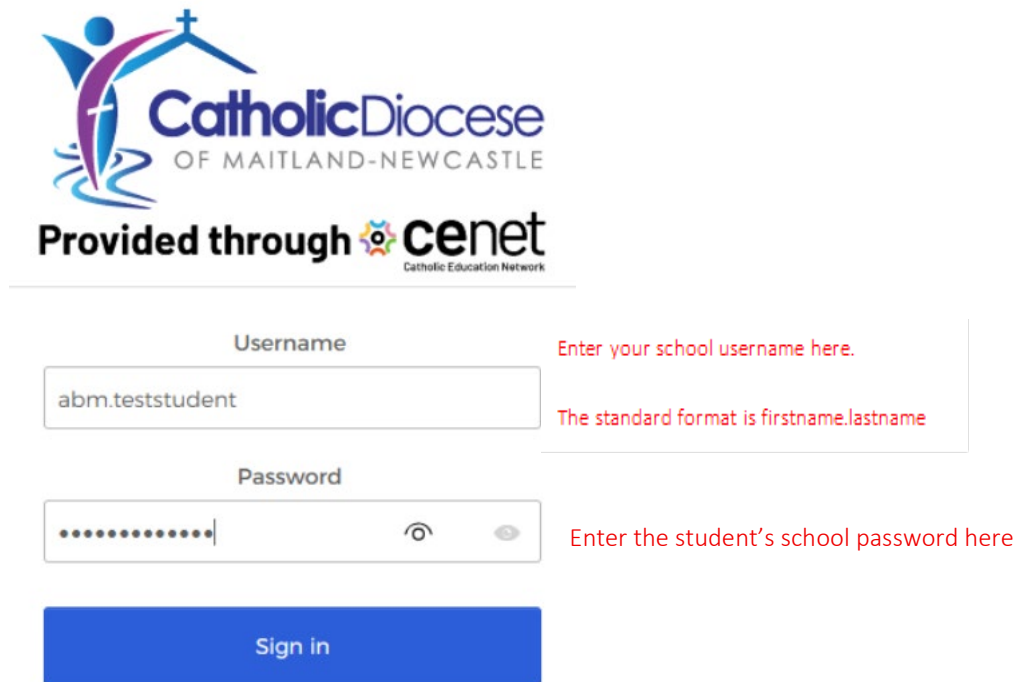 CatholicDiocese
OF MAITLAND-NEWCASTLE
Provided through cenet
Catholic Education Network
Username
Enter your school username here.
abm.teststudent
The standard format is firstname.lastname
Password
•••••••••••••
Enter the student’s school password here
Sign in